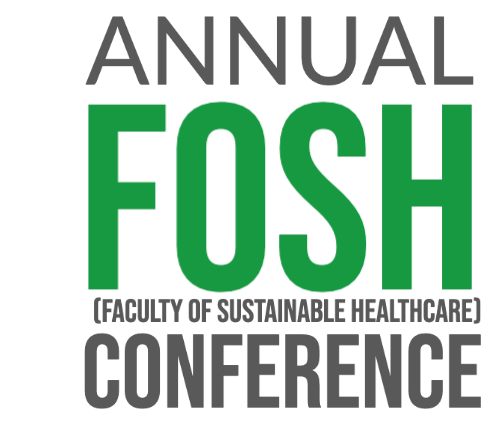 ANNUAL
FOSH
(FACULTY OF SUSTAINABLE HEALTHCARE)
CONFERENCE